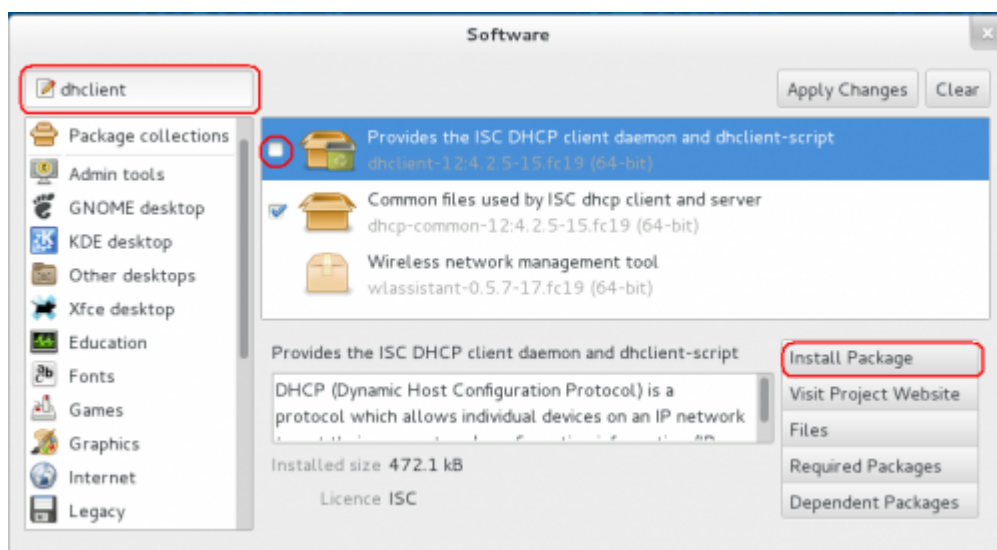 Software
dhclient
Apply Changes
Clear
Package collections
Admin tools
GNOME desktop
KDE desktop
Other desktops
Xfce desktop
Education
Fonts
Games
Graphics
Internet
Legacy
Provides the ISC DHCP client daemon and dhclient-script
dhclient-12:4.2.5-15.fc19 (64-bit)
Common files used by ISC dhcp client and server
dhcp-common-12:4.2.5-15.fc19 (64-bit)
Wireless network management tool
wlassistant-0.5.7-17.fc19 (64-bit)
Provides the ISC DHCP client daemon and dhclient-script
DHCP (Dynamic Host Configuration Protocol) is a
protocol which allows individual devices on an IP network
Installed size 472.1 kB
Licence ISC
Install Package
Visit Project Website
Files
Required Packages
Dependent Packages